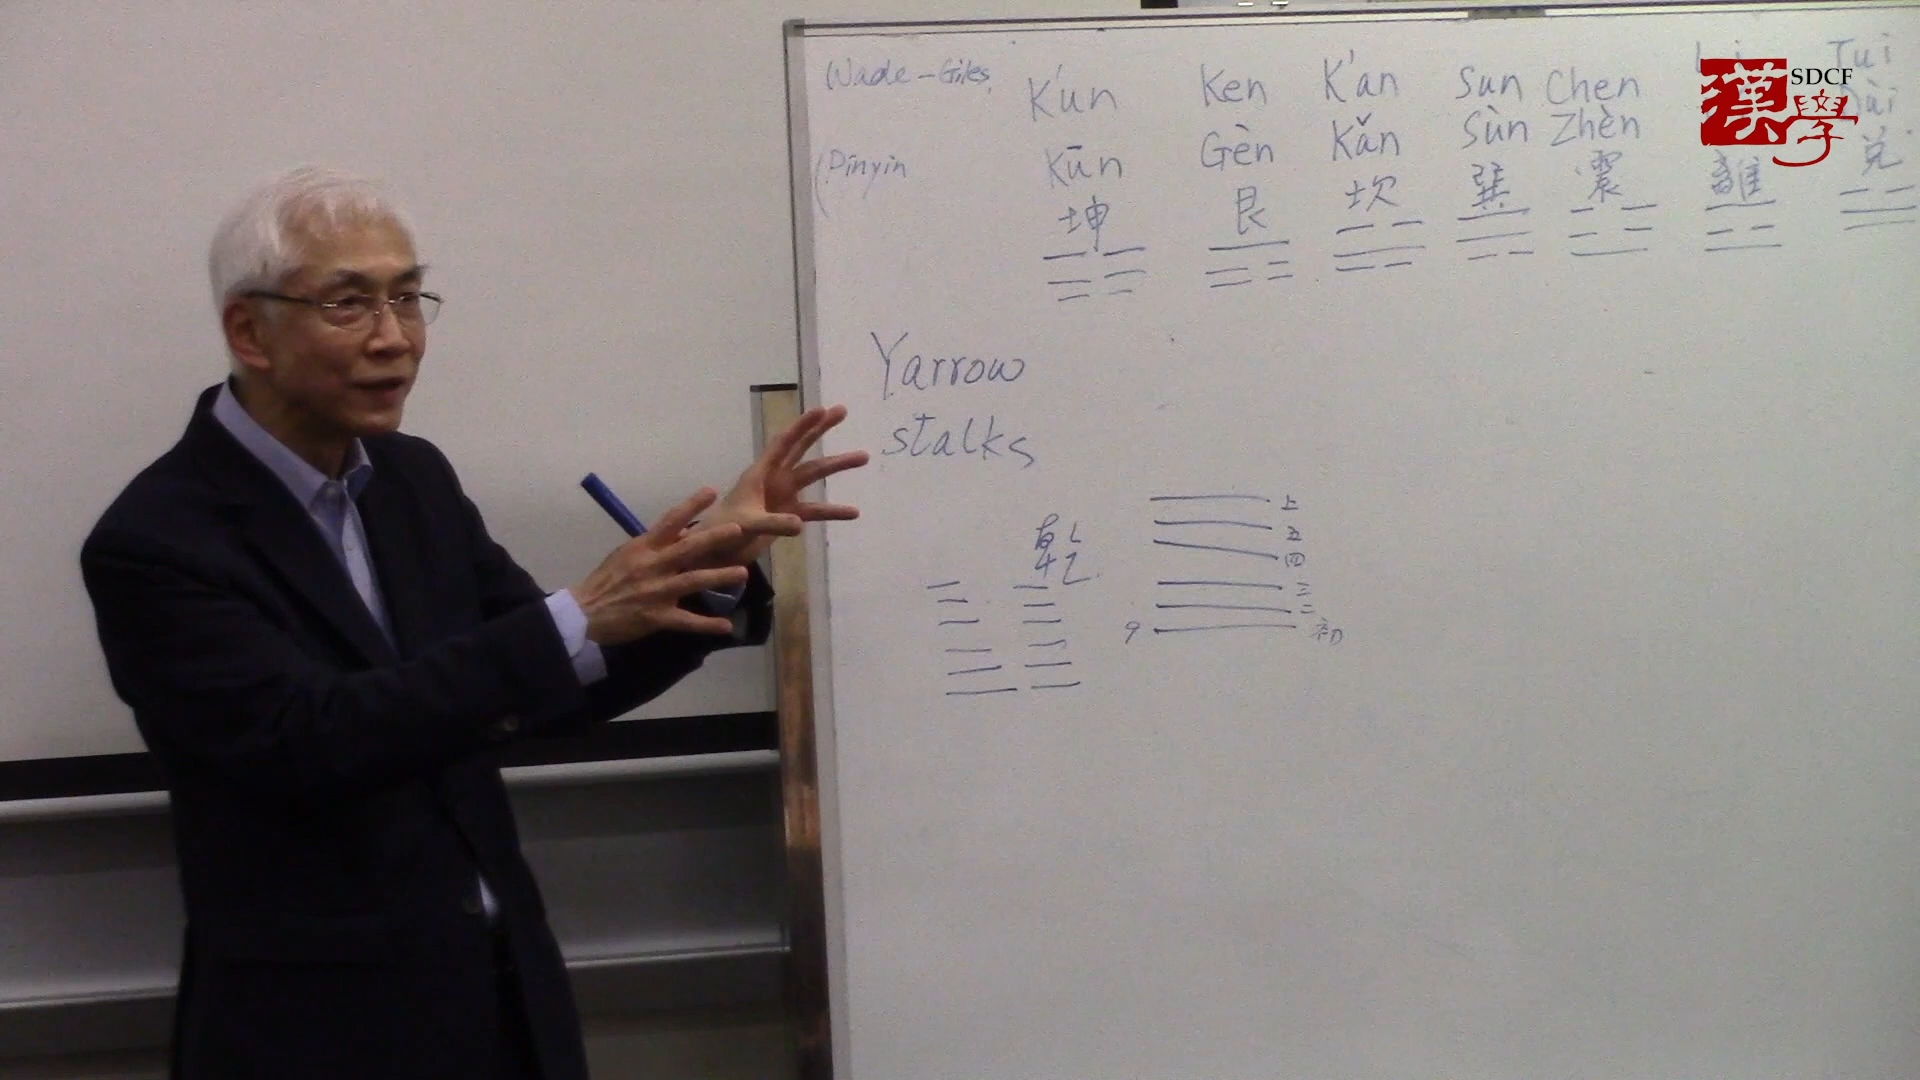 Wade-Giles K'un Ken K'an Sun Chen Tui
(Pinyin Kūn Gèn Kǎn Sùn Zhèn
坤 艮 坎 巽 震 離 兌
SDCF
漢學
Yarrow
stalks
乾
上
五
四
三
二
9 初